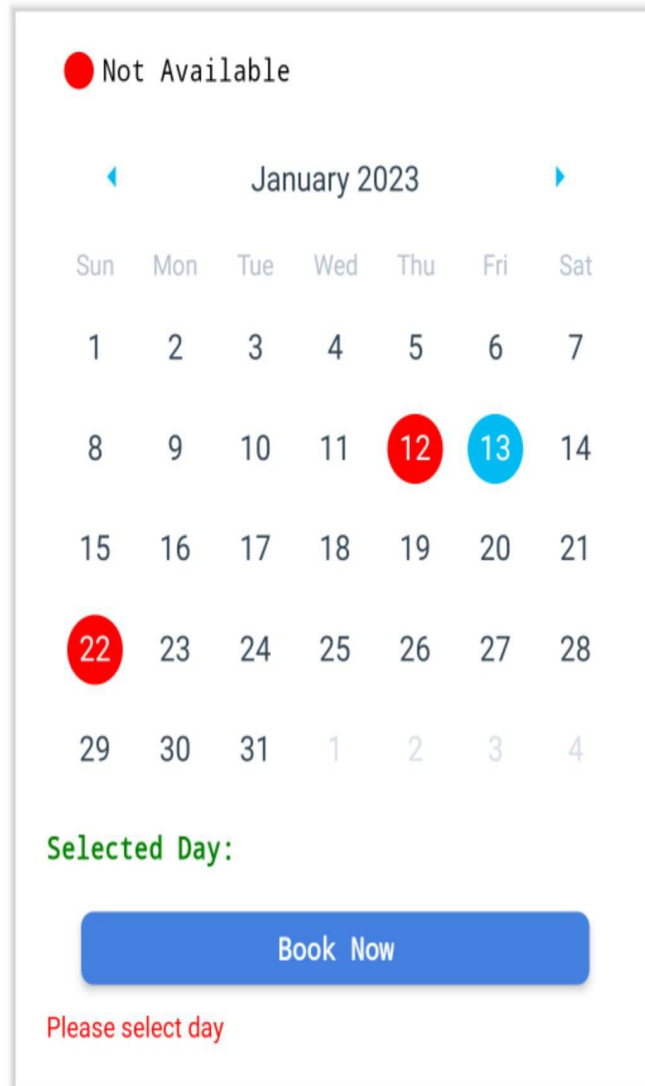 Not Available
January 2023
Sun Mon Tue Wed Thu Fri Sat
1 2 3 4 5 6 7
8 9 10 11 12 13 14
15 16 17 18 19 20 21
22 23 24 25 26 27 28
29 30 31 1 2 3 4
Selected Day:
Book Now
Please select day